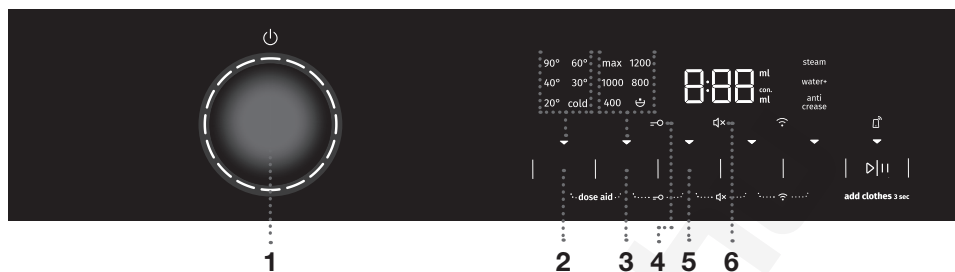 90° 60° max 1200
40° 30° 1000 800
20° cold 400
8:88 ml
con.
ml
steam
water+
anti
crease
dose aid
add clothes 3 sec
1 2 3 4 5 6